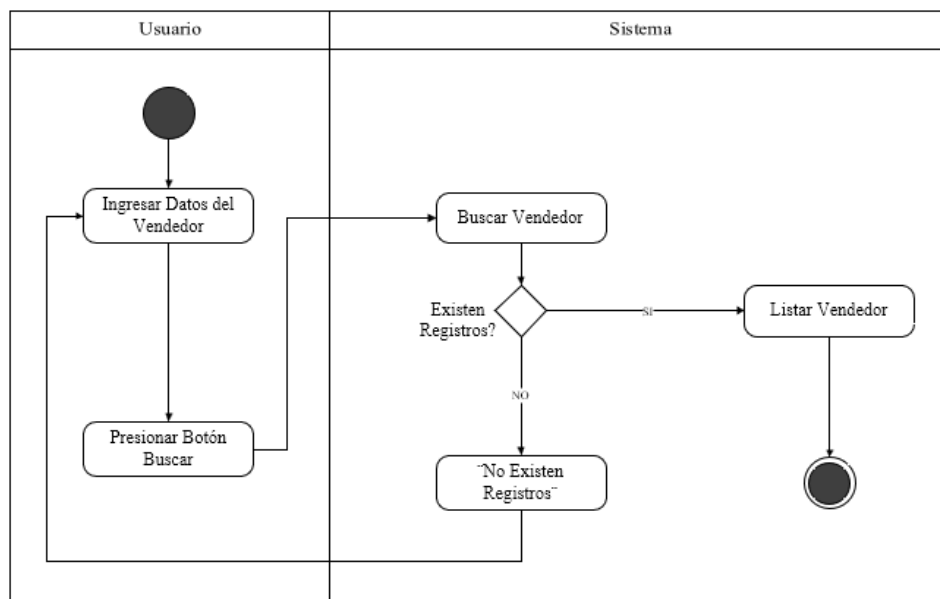 Usuario
Sistema
Ingresar Datos del
Vendedor
Buscar Vendedor
Existen
Registros?
SI
Listar Vendedor
NO
Presionar Botón
Buscar
¨No Existen
Registros¨